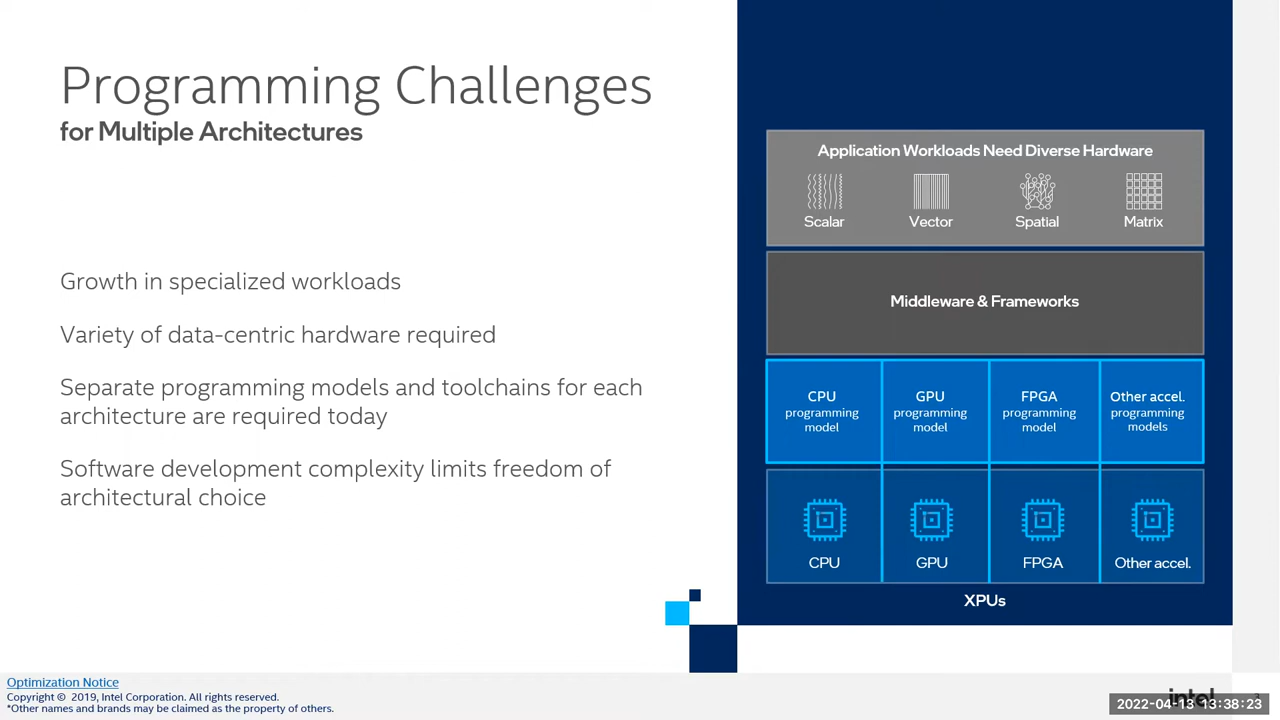 Programming Challenges
for Multiple Architectures
Growth in specialized workloads
Variety of data-centric hardware required
Separate programming models and toolchains for each
architecture are required today
Software development complexity limits freedom of
architectural choice
Application Workloads Need Diverse Hardware
Scalar
Vector
Spatial
Matrix
Middleware & Frameworks
CPU
programming
model
GPU
programming
model
FPGA
programming
model
Other accel.
programming
models
CPU
GPU
FPGA
Other accel.
XPUs
Optimization Notice
Copyright © 2019, Intel Corporation. All rights reserved.
*Other names and brands may be claimed as the property of others.
intel
3
2022-04-13 13:38:23